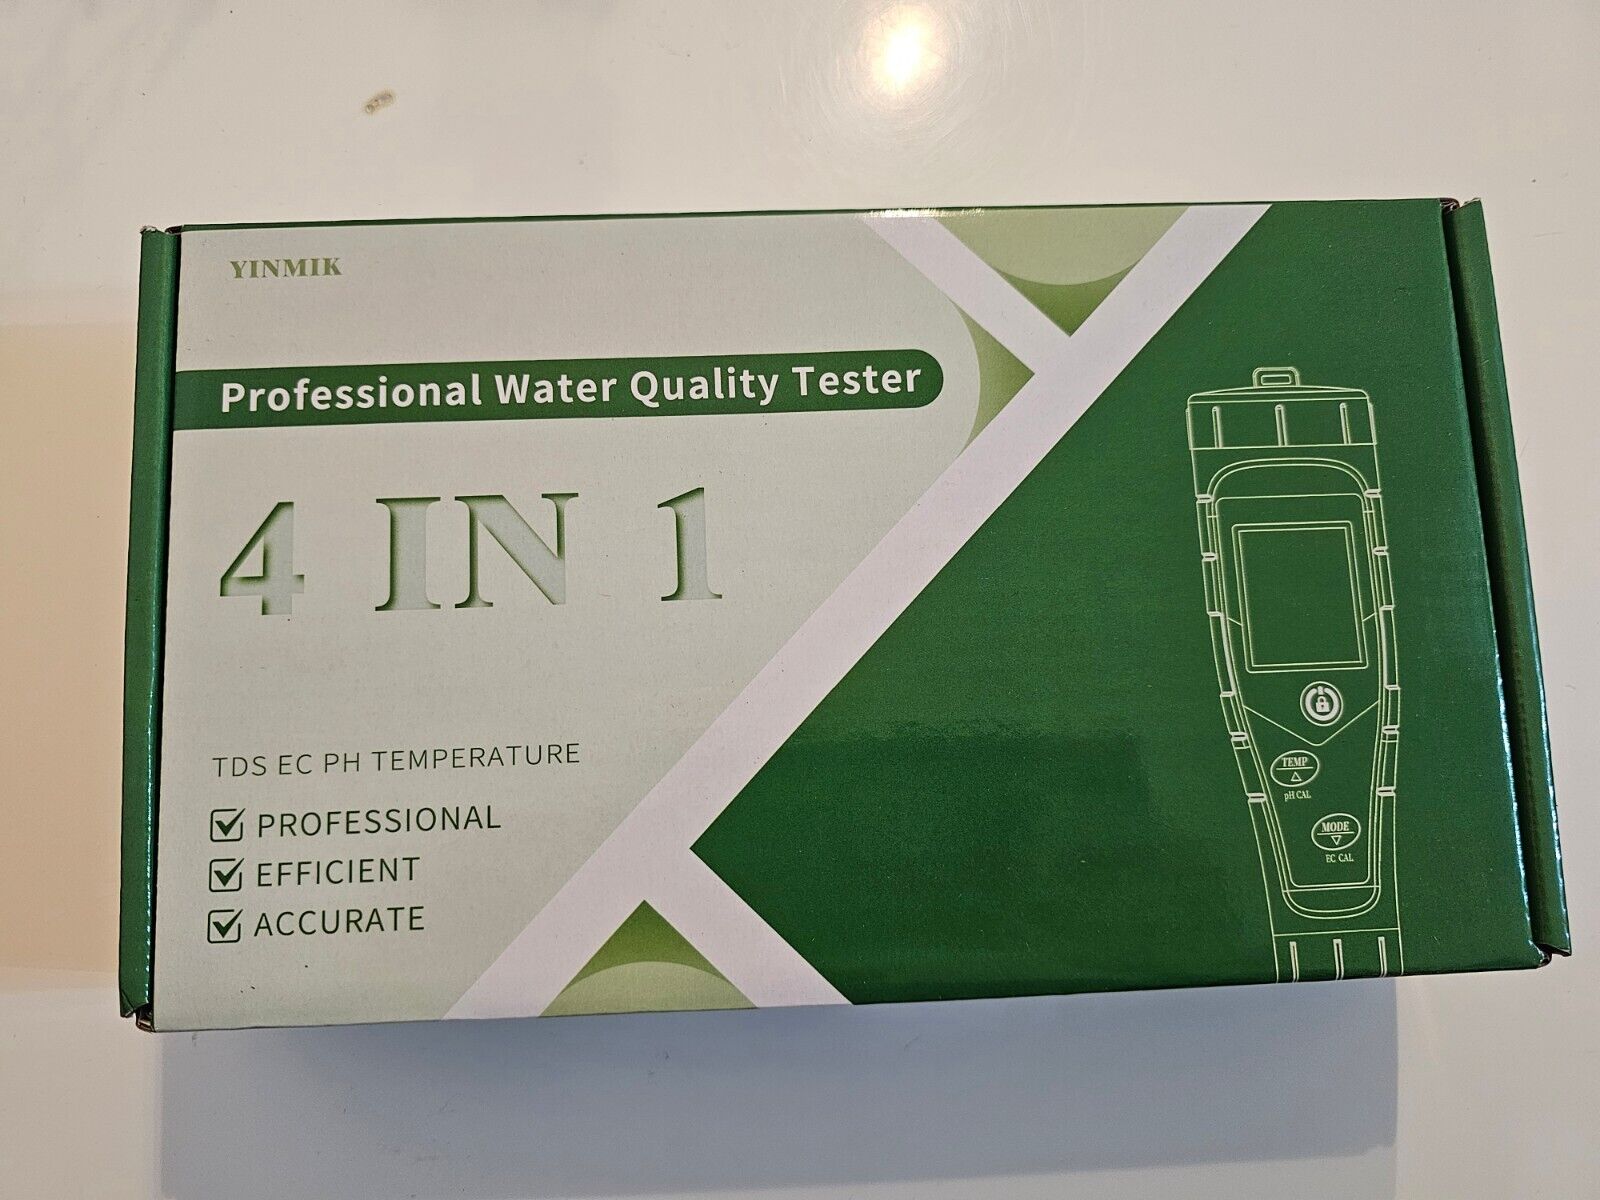 YINMIK
Professional Water Quality Tester
4 IN 1
TDS EC PH TEMPERATURE
PROFESSIONAL
EFFICIENT
ACCURATE
TEMP
pH CAL
MODE
EC CAL